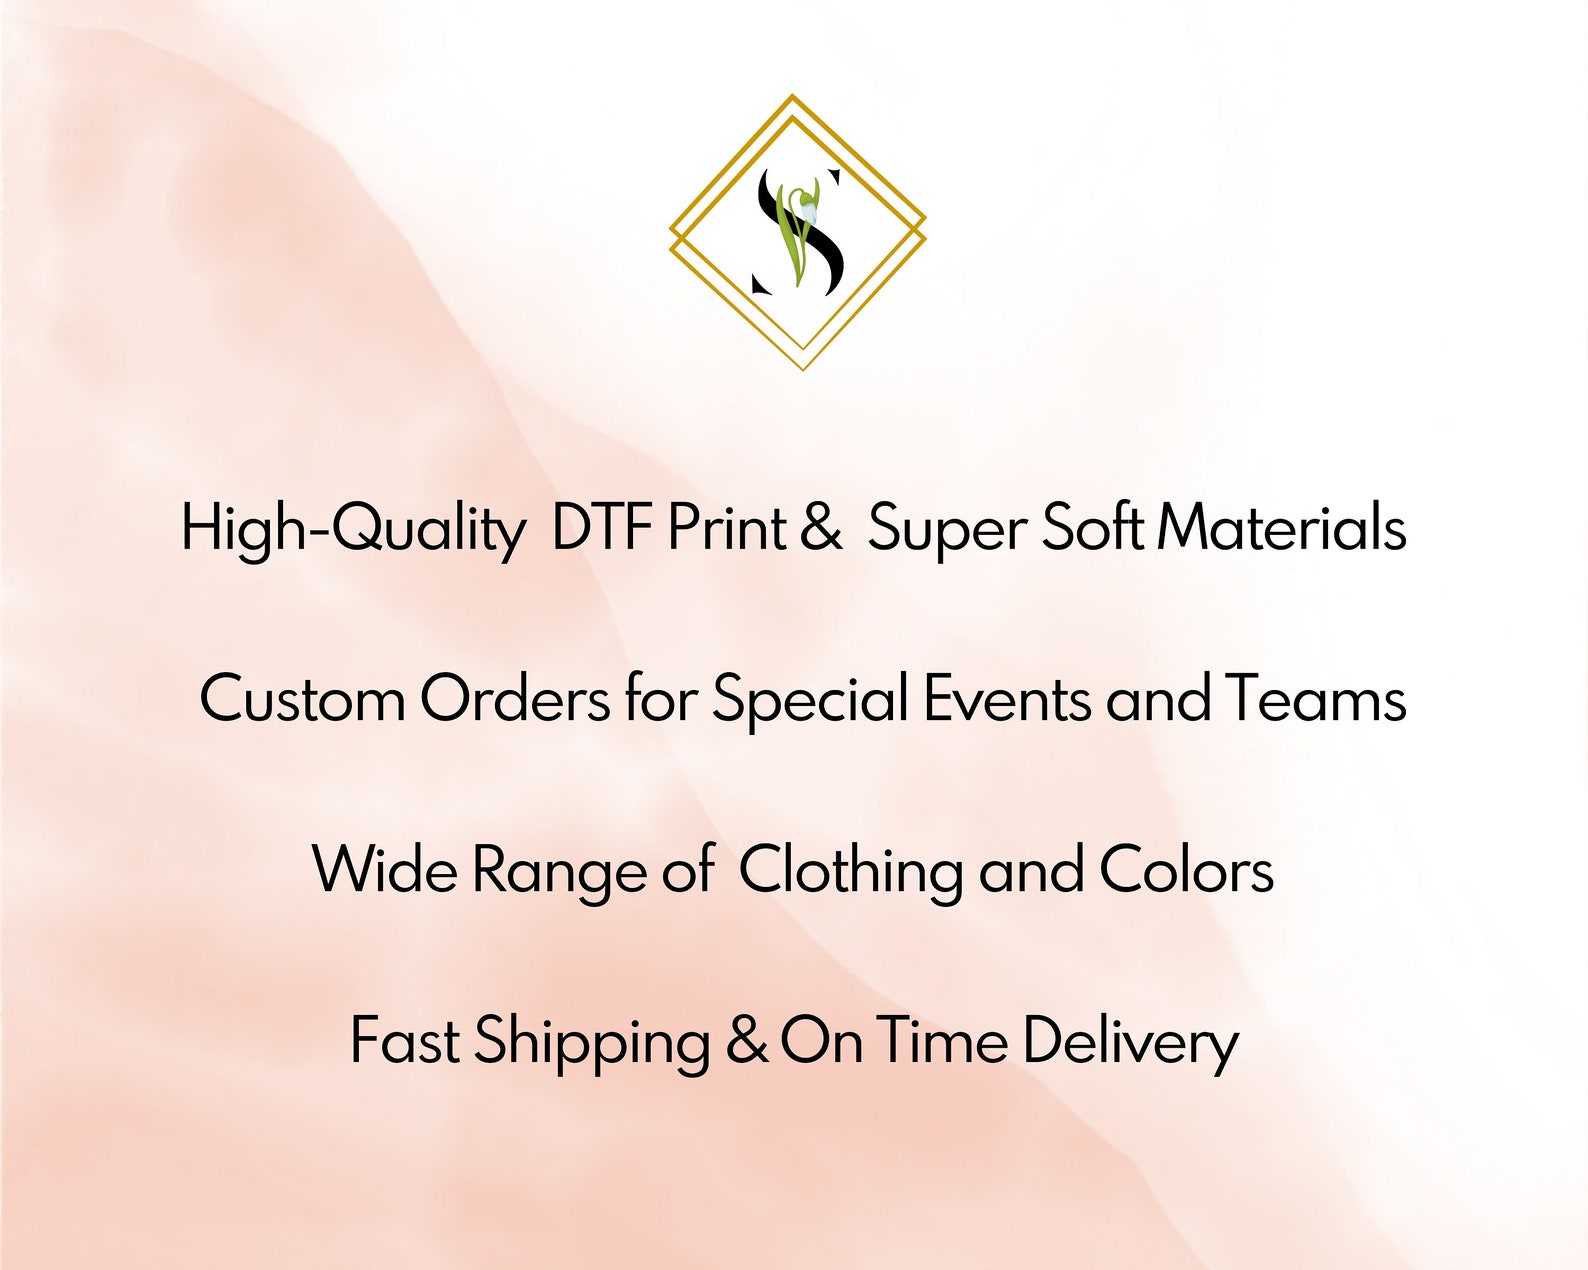 S
High-Quality DTF Print & Super Soft Materials
Custom Orders for Special Events and Teams
Wide Range of Clothing and Colors
Fast Shipping & On Time Delivery